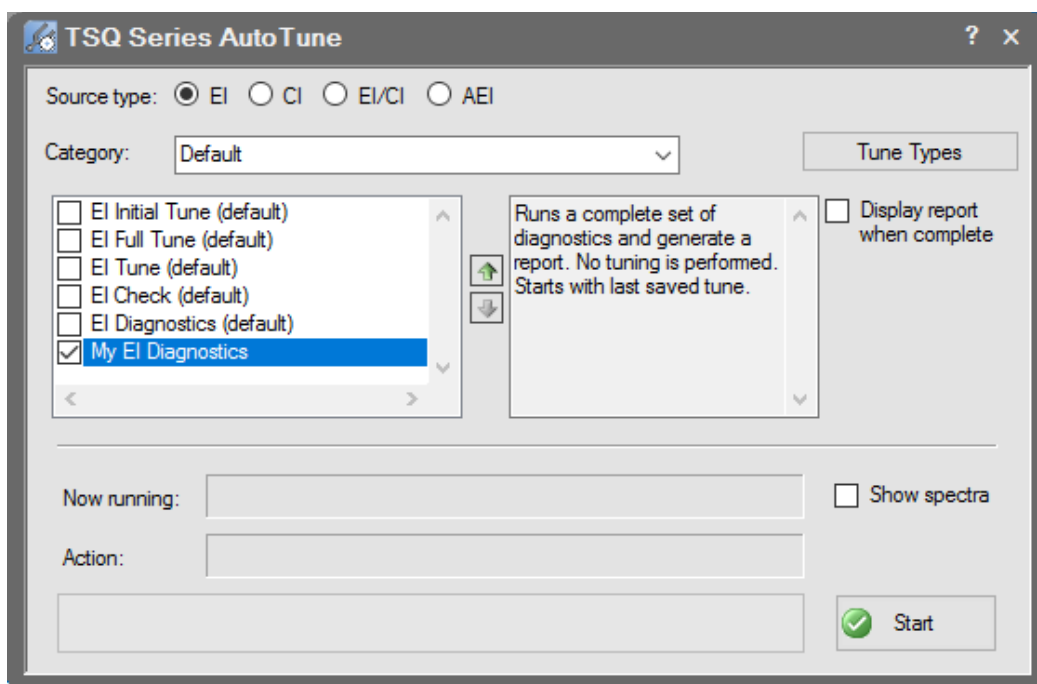 TSQ Series AutoTune ? ×
Source type: EI CI EI/CI AEI
Category: Default Tune Types
EI Initial Tune (default)
EI Full Tune (default)
EI Tune (default)
EI Check (default)
EI Diagnostics (default)
My EI Diagnostics
Runs a complete set of
diagnostics and generate a
report. No tuning is performed.
Starts with last saved tune.
Display report
when complete
Now running:
Show spectra
Action:
Start